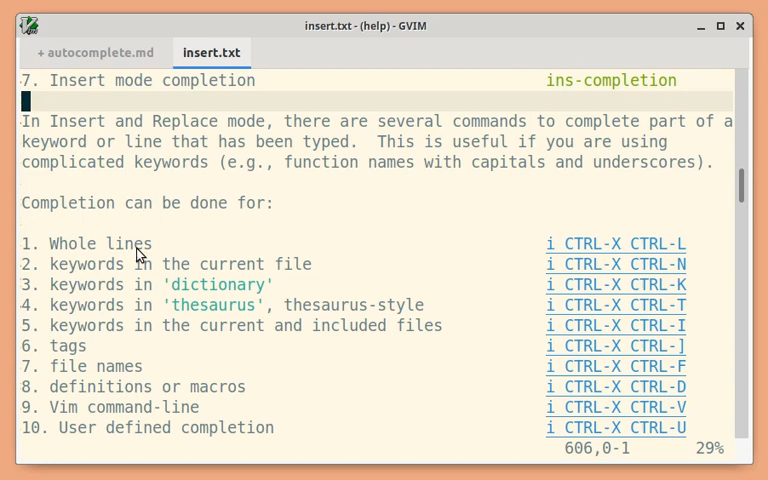 insert.txt - (help) - GVIM
+ autocomplete.md insert.txt
7. Insert mode completion ins-completion
In Insert and Replace mode, there are several commands to complete part of a
keyword or line that has been typed. This is useful if you are using
complicated keywords (e.g., function names with capitals and underscores).
Completion can be done for:
1. Whole lines i CTRL-X CTRL-L
2. keywords in the current file i CTRL-X CTRL-N
3. keywords in 'dictionary' i CTRL-X CTRL-K
4. keywords in 'thesaurus', thesaurus-style i CTRL-X CTRL-T
5. keywords in the current and included files i CTRL-X CTRL-I
6. tags i CTRL-X CTRL-]
7. file names i CTRL-X CTRL-F
8. definitions or macros i CTRL-X CTRL-D
9. Vim command-line i CTRL-X CTRL-V
10. User defined completion i CTRL-X CTRL-U
606,0-1 29%